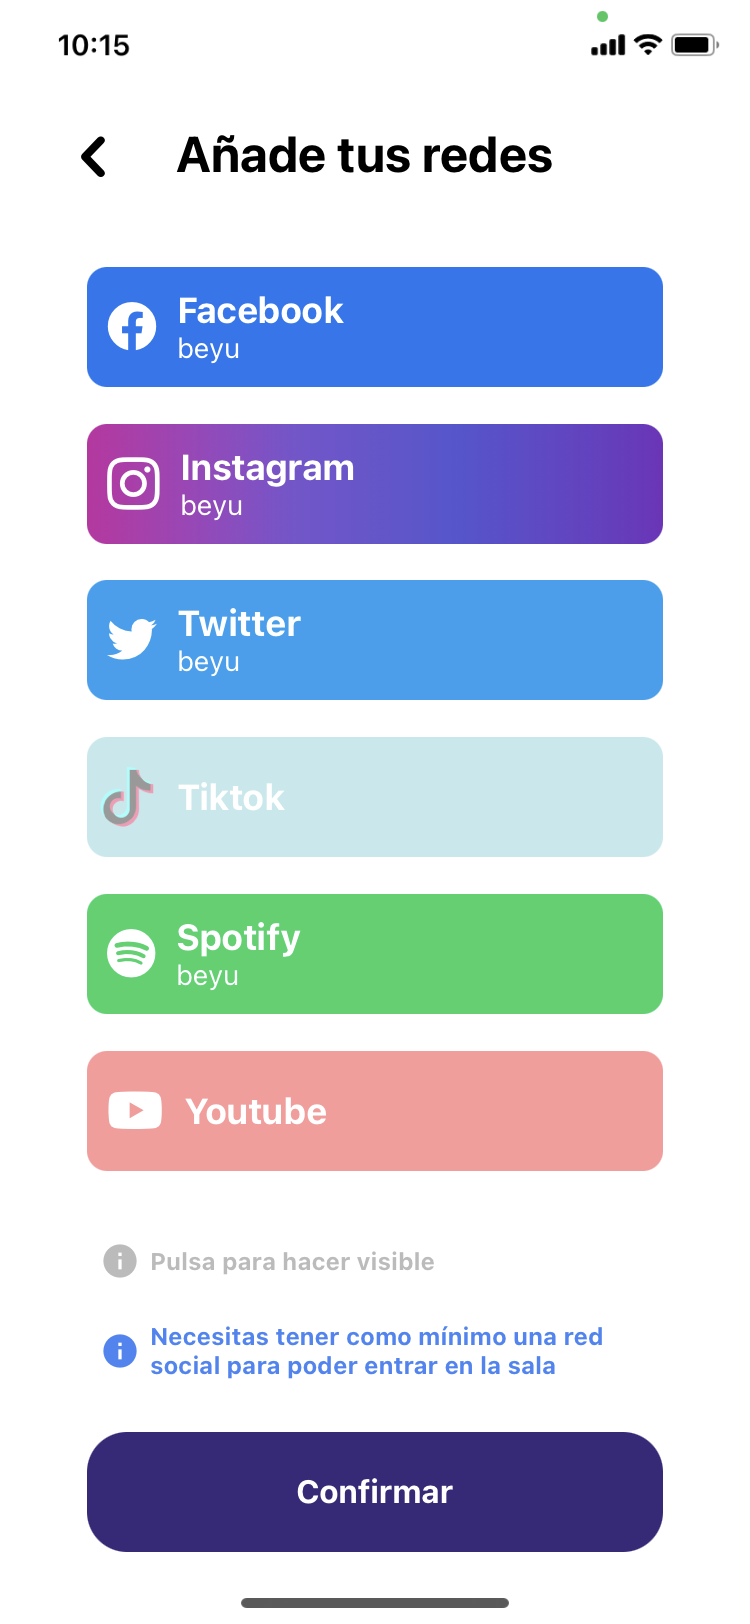 10:15
Añade tus redes
Facebook
beyu
Instagram
beyu
Twitter
beyu
Tiktok
Spotify
beyu
Youtube
Pulsa para hacer visible
Necesitas tener como mínimo una red
social para poder entrar en la sala
Confirmar